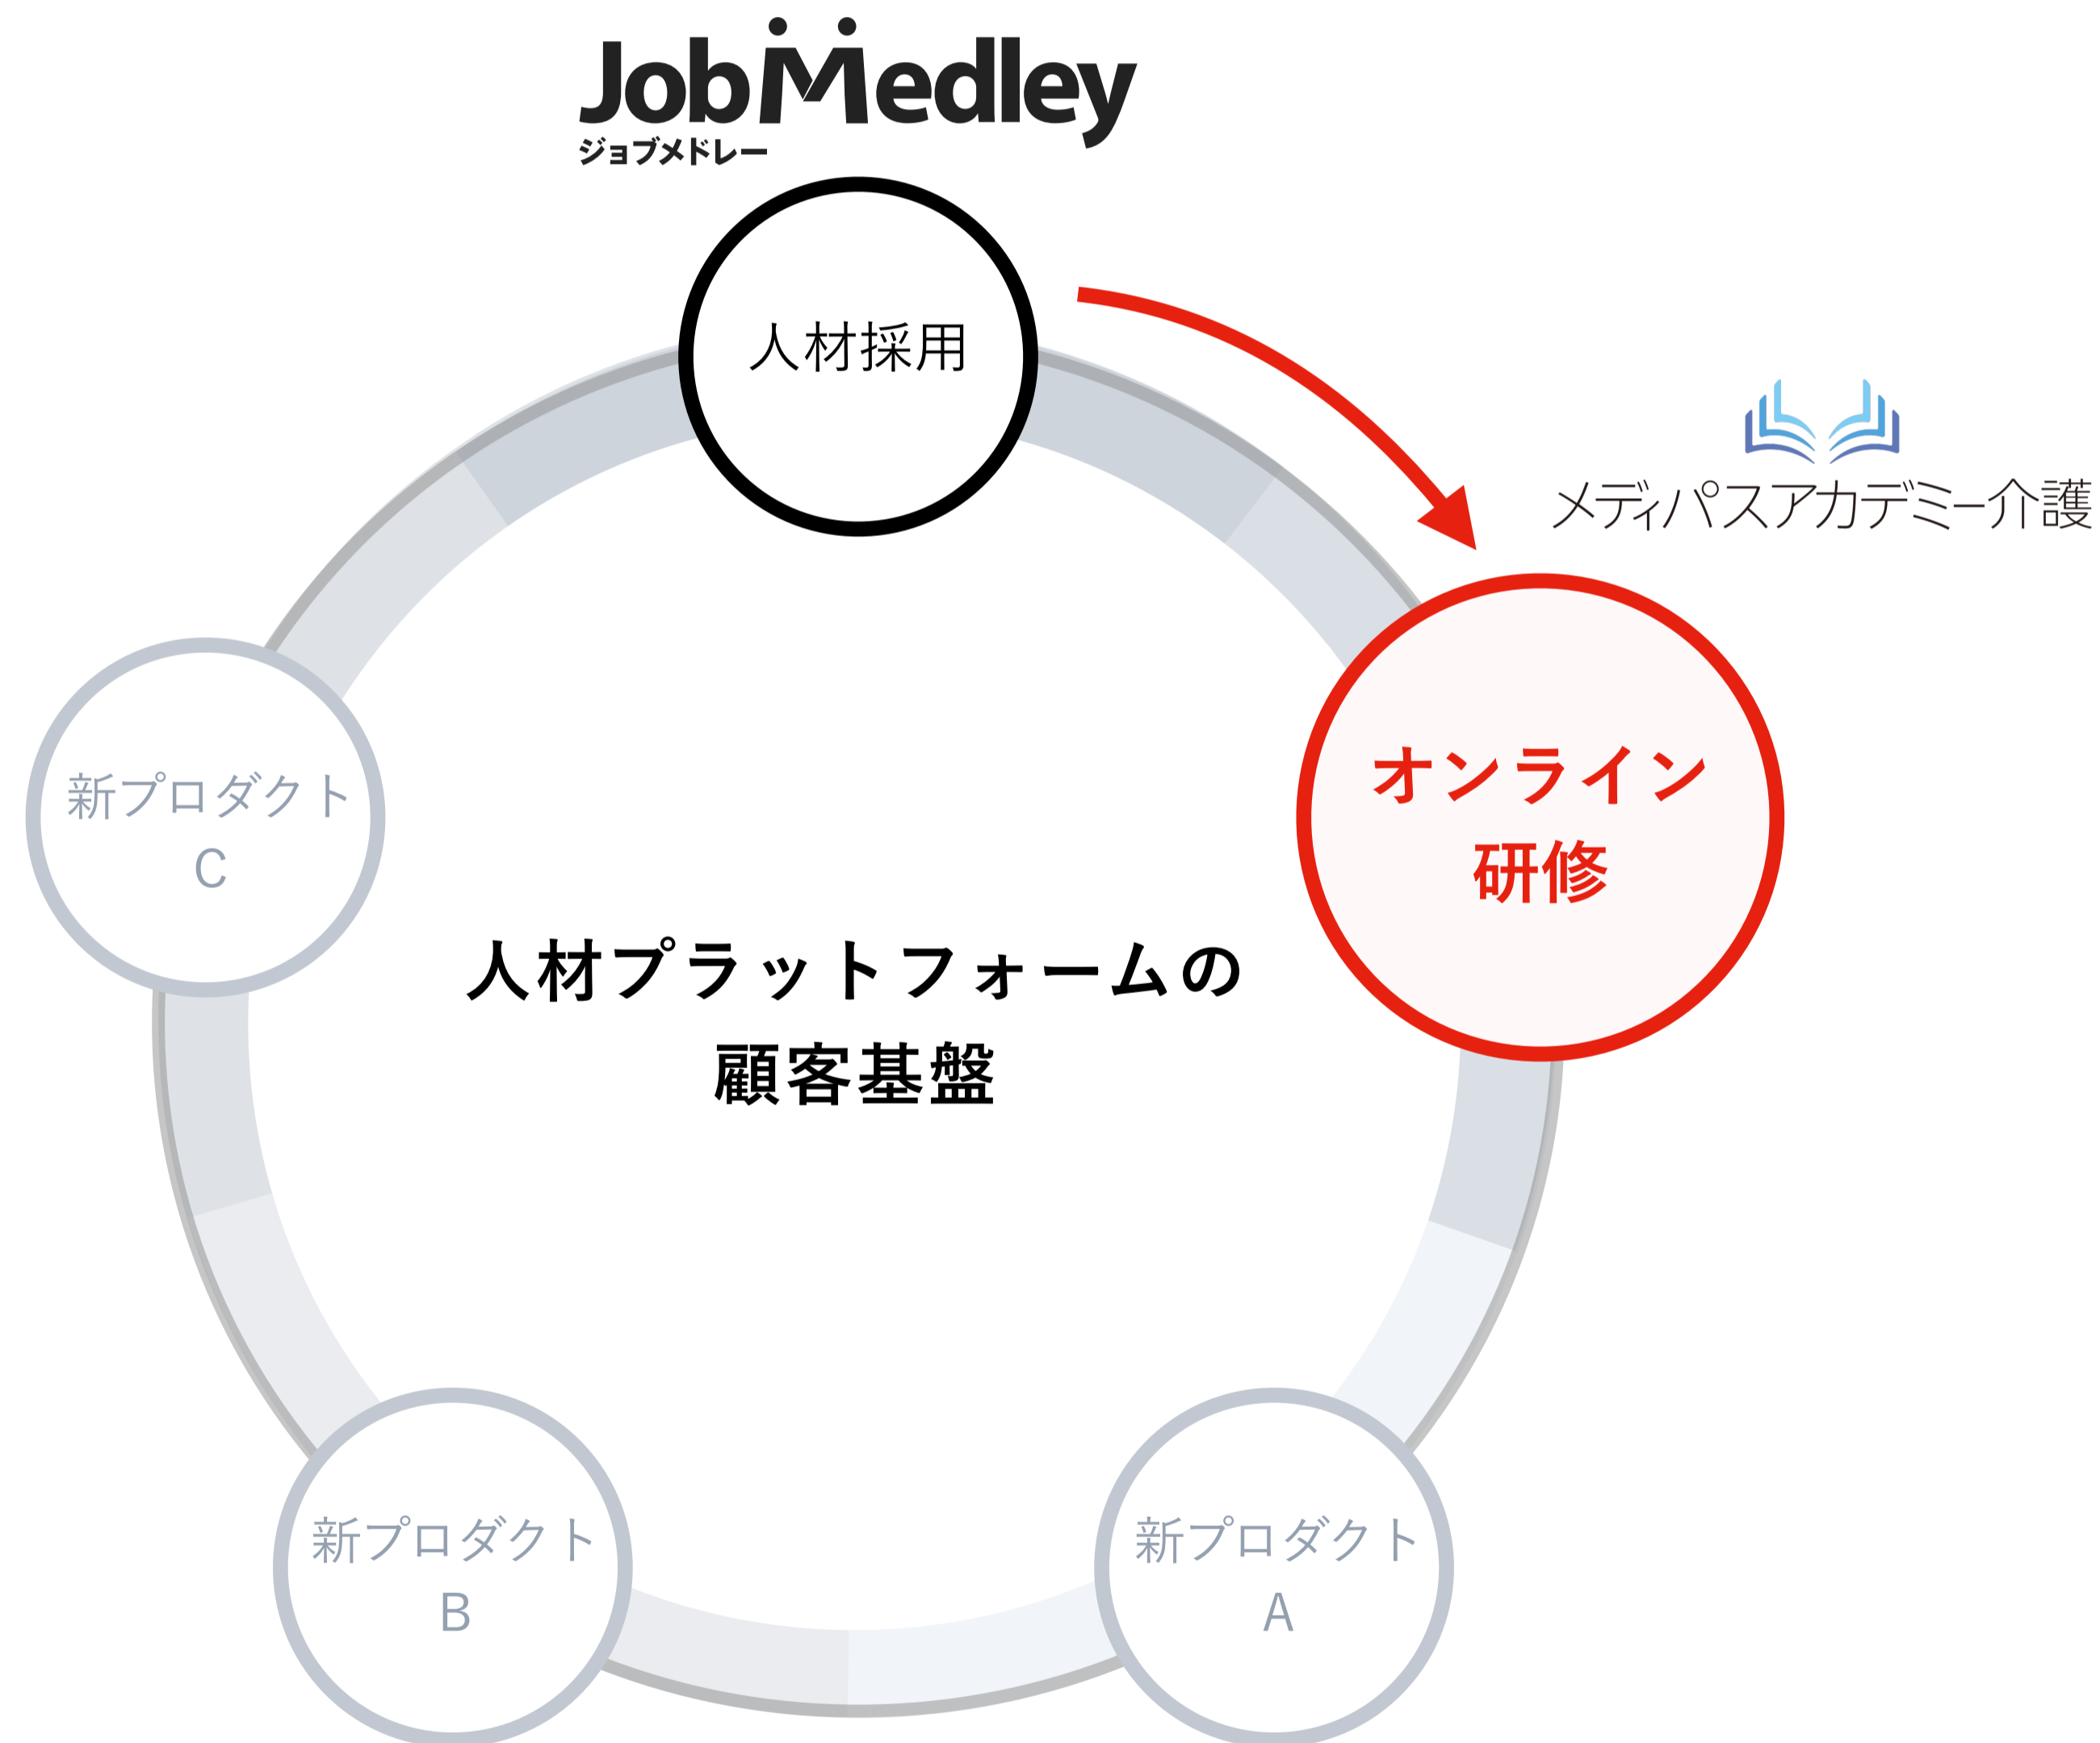 JobMedley
ジョブメドレー
人材採用
メディパスアカデミー介護
オンライン
研修
新プロダクト
C
人材プラットフォームの
顧客基盤
新プロダクト
B
新プロダクト
A